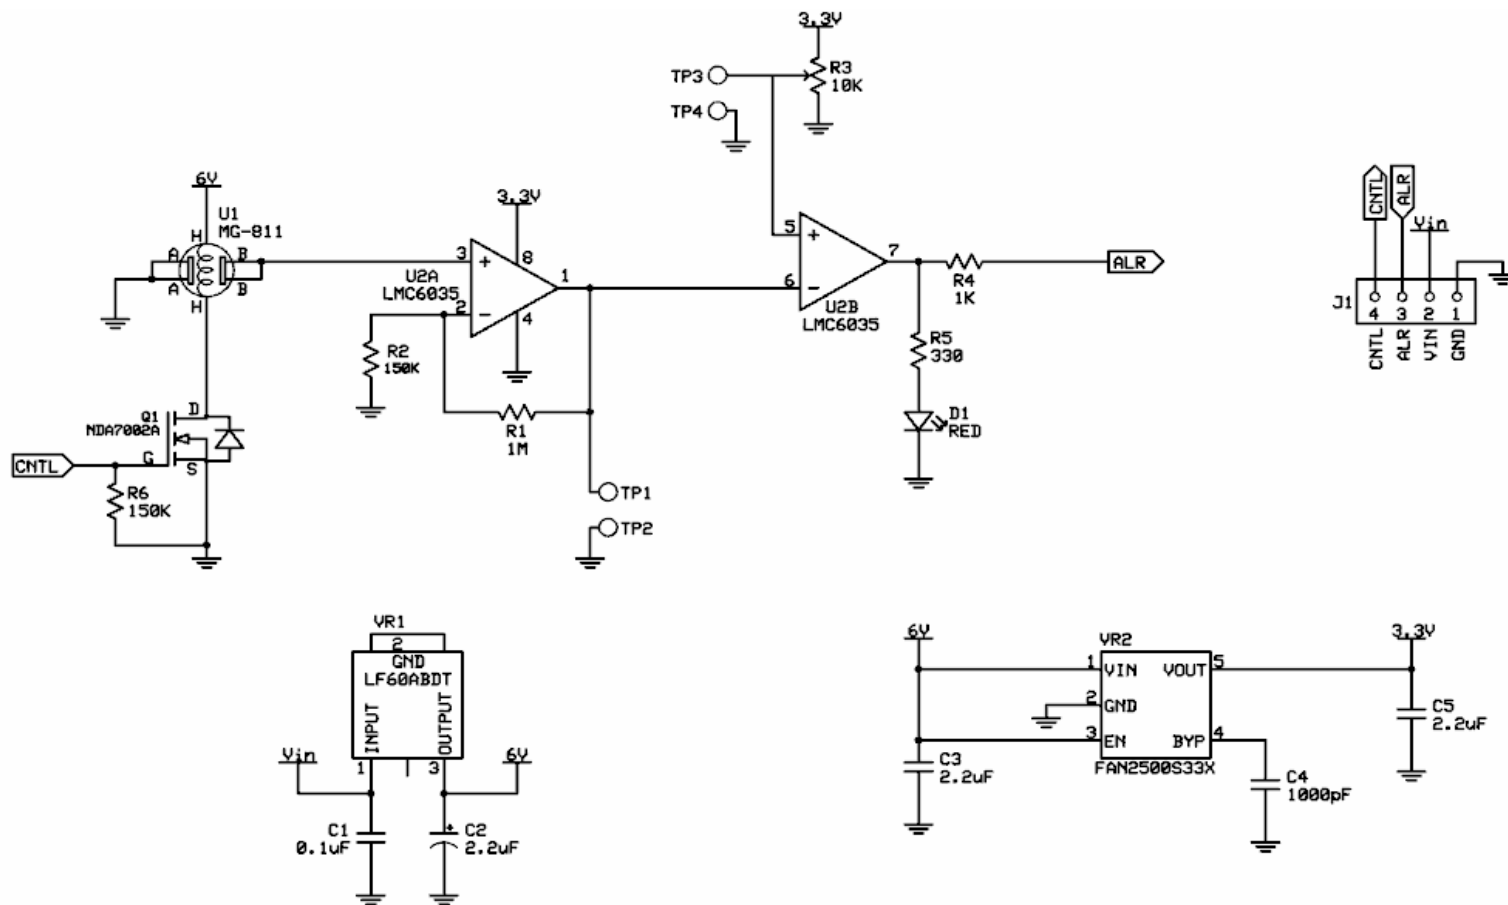 3.3V
TP3
R3
10K
TP4
6V
U1
MG-811
H
A
B
A
B
H
3.3V
3
8
U2A
LMC6035
1
2
4
R2
150K
R1
1M
TP1
TP2
5
7
6
U2B
LMC6035
R4
1K
ALR
R5
330
D1
RED
CNTL
ALR
Vin
J1
4
3
2
1
CNTL
ALR
VIN
GND
Q1
NDA7002A
D
G
S
CNTL
R6
150K
VR1
2
GND
LF60ABDT
INPUT
OUTPUT
Vin
1
3
6V
C1
0.1uF
C2
2.2uF
6V
VR2
3.3V
1
VIN
VOUT
5
2
GND
3
EN
BYP
4
FAN2500S33X
C3
2.2uF
C4
1000pF
C5
2.2uF